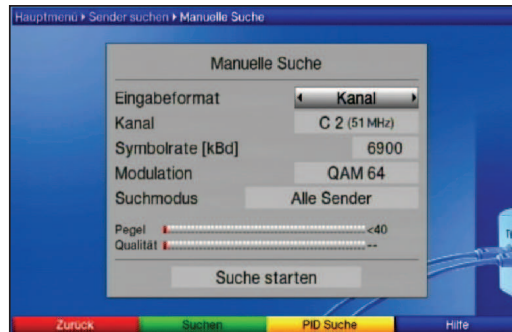 Hauptmenü ▸ Sender suchen ▸ Manuelle Suche
Manuelle Suche
Eingabeformat Kanal
Kanal C 2 (51 MHz)
Symbolrate [kBd] 6900
Modulation QAM 64
Suchmodus Alle Sender
Pegel <40
Qualität --
Suche starten
Zurück Suchen PID Suche Hilfe